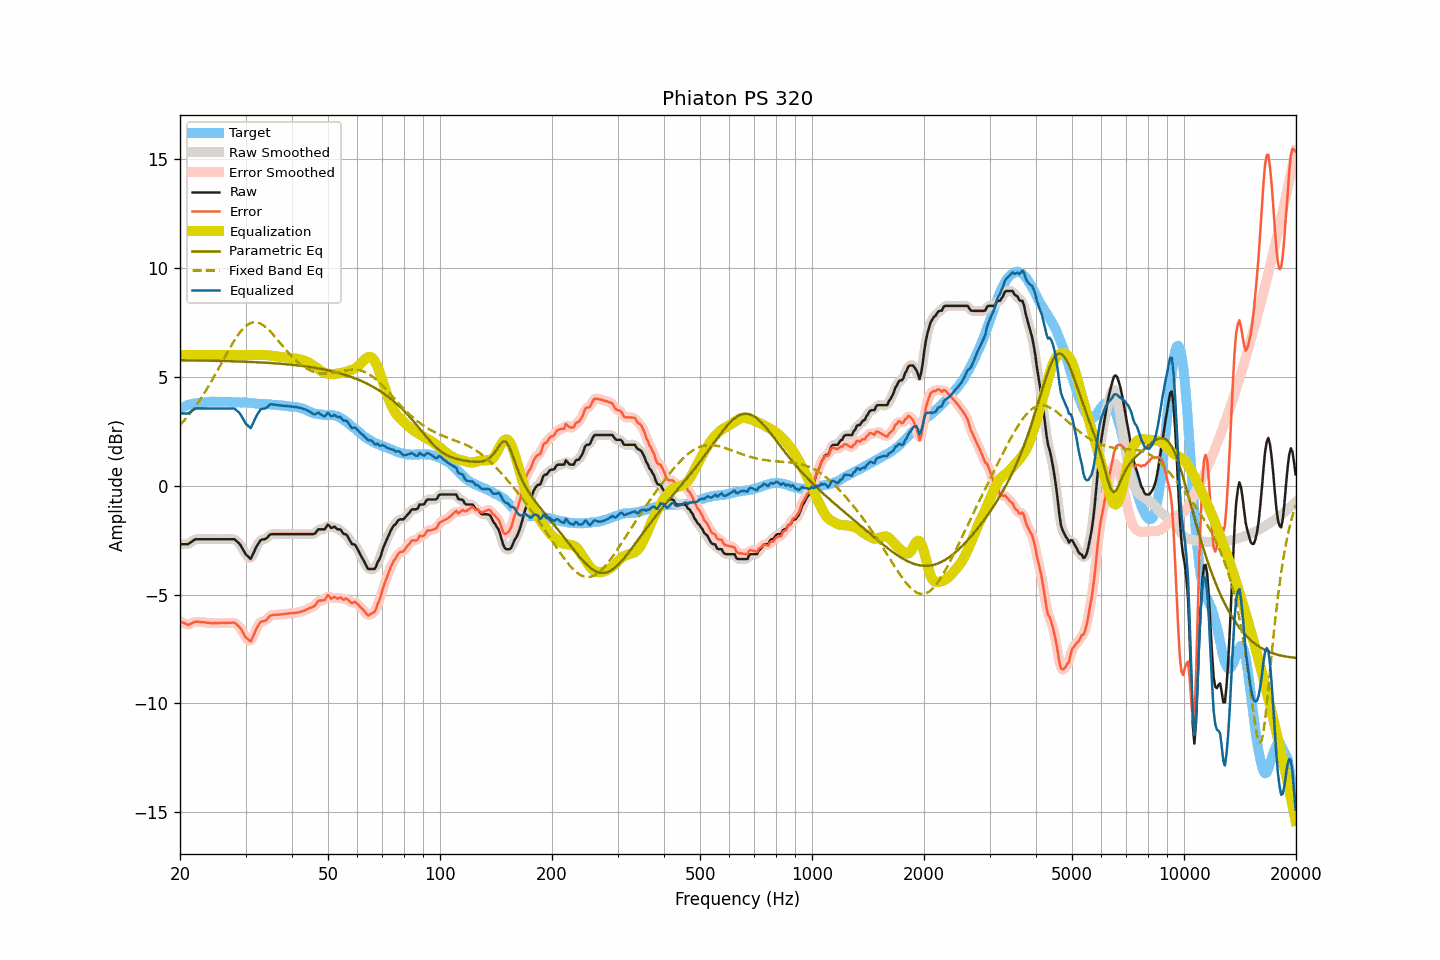 Phiaton PS 320
Target
Raw Smoothed
Error Smoothed
Raw
Error
Equalization
Parametric Eq
Fixed Band Eq
Equalized
15
10
5
0
−5
−10
−15
Amplitude (dBr)
20 50 100 200 500 1000 2000 5000 10000 20000
Frequency (Hz)